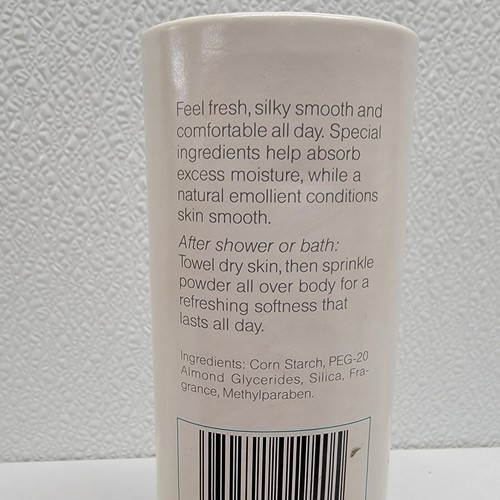 Feel fresh, silky smooth and
comfortable all day. Special
ingredients help absorb
excess moisture, while a
natural emollient conditions
skin smooth.
After shower or bath:
Towel dry skin, then sprinkle
powder all over body for a
refreshing softness that
lasts all day.
Ingredients: Corn Starch, PEG-20
Almond Glycerides, Silica, Fra-
grance, Methylparaben.